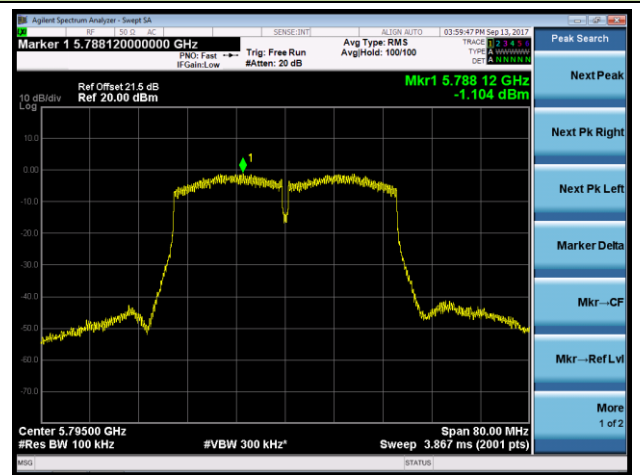 Agilent Spectrum Analyzer - Swept SA
RF 50 Ω AC SENSE:INT ALIGN AUTO 03:59:47 PM Sep 13, 2017
Marker 1 5.788120000000 GHz
PNO: Fast
IFGain:Low
Trig: Free Run
#Atten: 20 dB
Avg Type: RMS
Avg|Hold: 100/100
TRACE 1 2 3 4 5 6
TYPE A WWWWW
DET A N N N N N
Peak Search
Ref Offset 21.5 dB
Mkr1 5.788 12 GHz
10 dB/div Ref 20.00 dBm
-1.104 dBm
Log
10.0
0.00
-10.0
-20.0
-30.0
-40.0
-50.0
-60.0
-70.0
1
Center 5.79500 GHz
Span 80.00 MHz
#Res BW 100 kHz
#VBW 300 kHz*
Sweep 3.867 ms (2001 pts)
MSG
STATUS
Next Peak
Next Pk Right
Next Pk Left
Marker Delta
Mkr→CF
Mkr→Ref Lvl
More
1 of 2